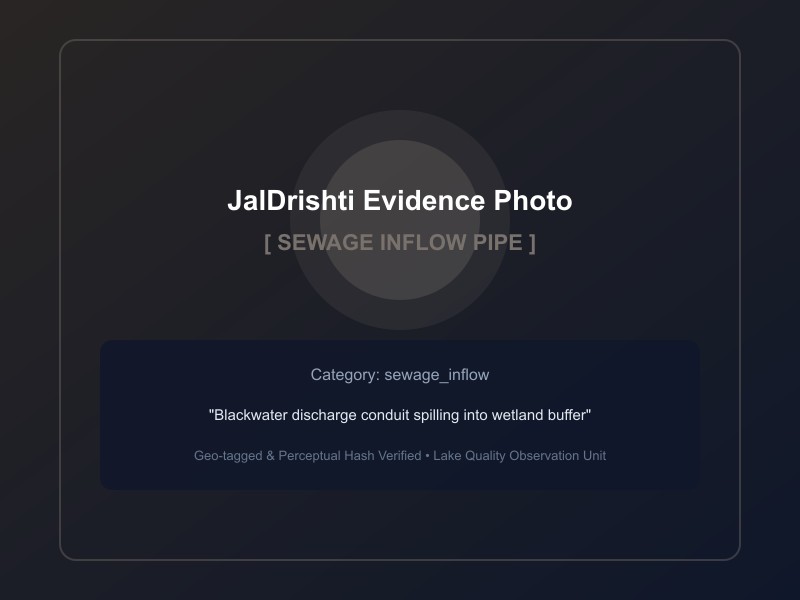 JalDrishti Evidence Photo
[ SEWAGE INFLOW PIPE ]
Category: sewage_inflow
"Blackwater discharge conduit spilling into wetland buffer"
Geo-tagged & Perceptual Hash Verified • Lake Quality Observation Unit